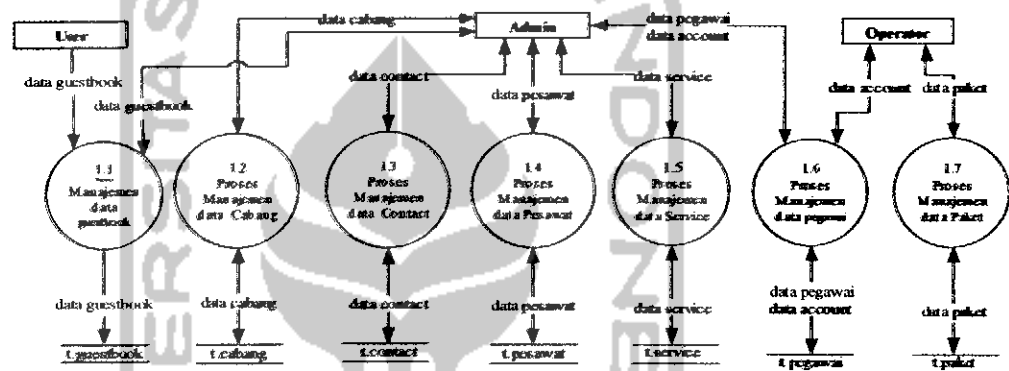 data cabang
Admin
data pegawai
data account
User
Operator
data guestbook
data guestbook
data contact
data pesawat
data service
data account
data paket
1.1
Manajemen
data
guestbook
1.2
Proses
Manajemen
data Cabang
1.3
Proses
Manajemen
data Contact
1.4
Proses
Manajemen
data Pesawat
1.5
Proses
Manajemen
data Service
1.6
Proses
Manajemen
data pegawai
1.7
Proses
Manajemen
data Paket
data guestbook
data cabang
data contact
data pesawat
data service
data pegawai
data account
data paket
t.guestbook
t.cabang
t.contact
t.pesawat
t.service
t.pegawai
t.paket